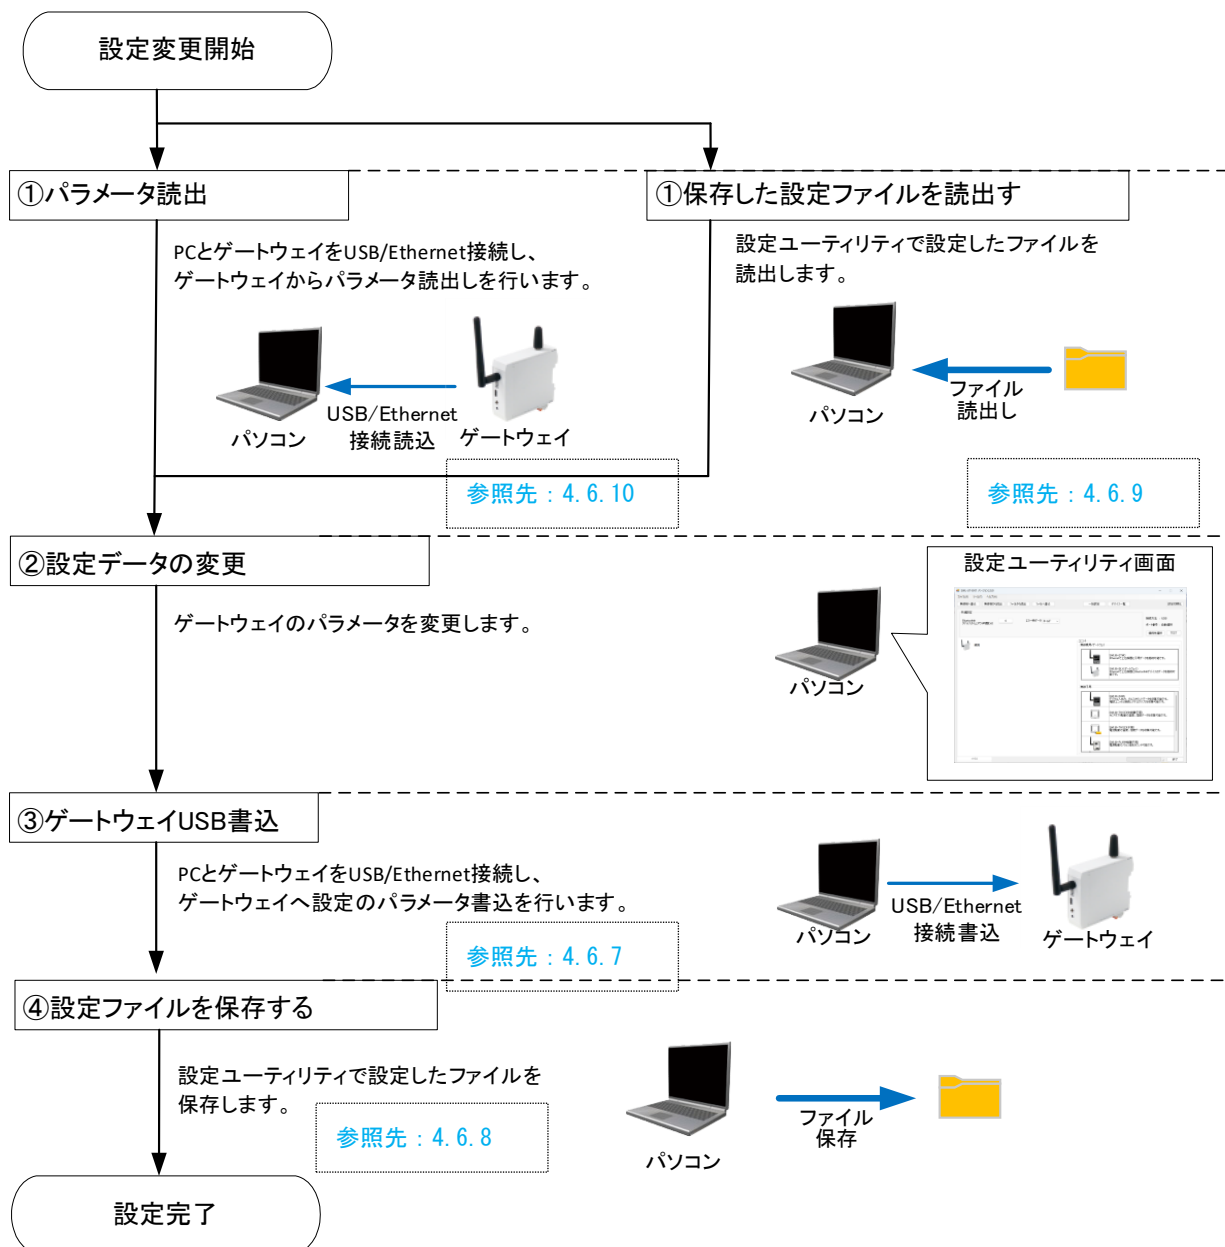 設定変更開始
①パラメータ読出
PCとゲートウェイをUSB/Ethernet接続し、
ゲートウェイからパラメータ読出しを行います。
USB/Ethernet
接続読込
パソコン
ゲートウェイ
参照先：4.6.10
①保存した設定ファイルを読出す
設定ユーティリティで設定したファイルを
読出します。
ファイル
読出し
パソコン
参照先：4.6.9
②設定データの変更
ゲートウェイのパラメータを変更します。
パソコン
設定ユーティリティ画面
③ゲートウェイUSB書込
PCとゲートウェイをUSB/Ethernet接続し、
ゲートウェイへ設定のパラメータ書込を行います。
参照先：4.6.7
パソコン
USB/Ethernet
接続書込
ゲートウェイ
④設定ファイルを保存する
設定ユーティリティで設定したファイルを
保存します。
参照先：4.6.8
パソコン
ファイル
保存
設定完了